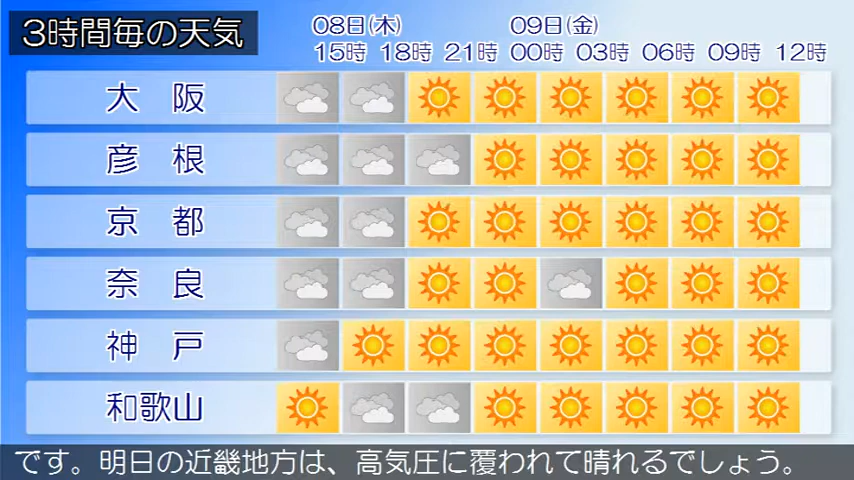 3時間毎の天気
08日(木) 09日(金)
15時 18時 21時 00時 03時 06時 09時 12時
大阪
彦根
京都
奈良
神戸
和歌山
です。明日の近畿地方は、高気圧に覆われて晴れるでしょう。